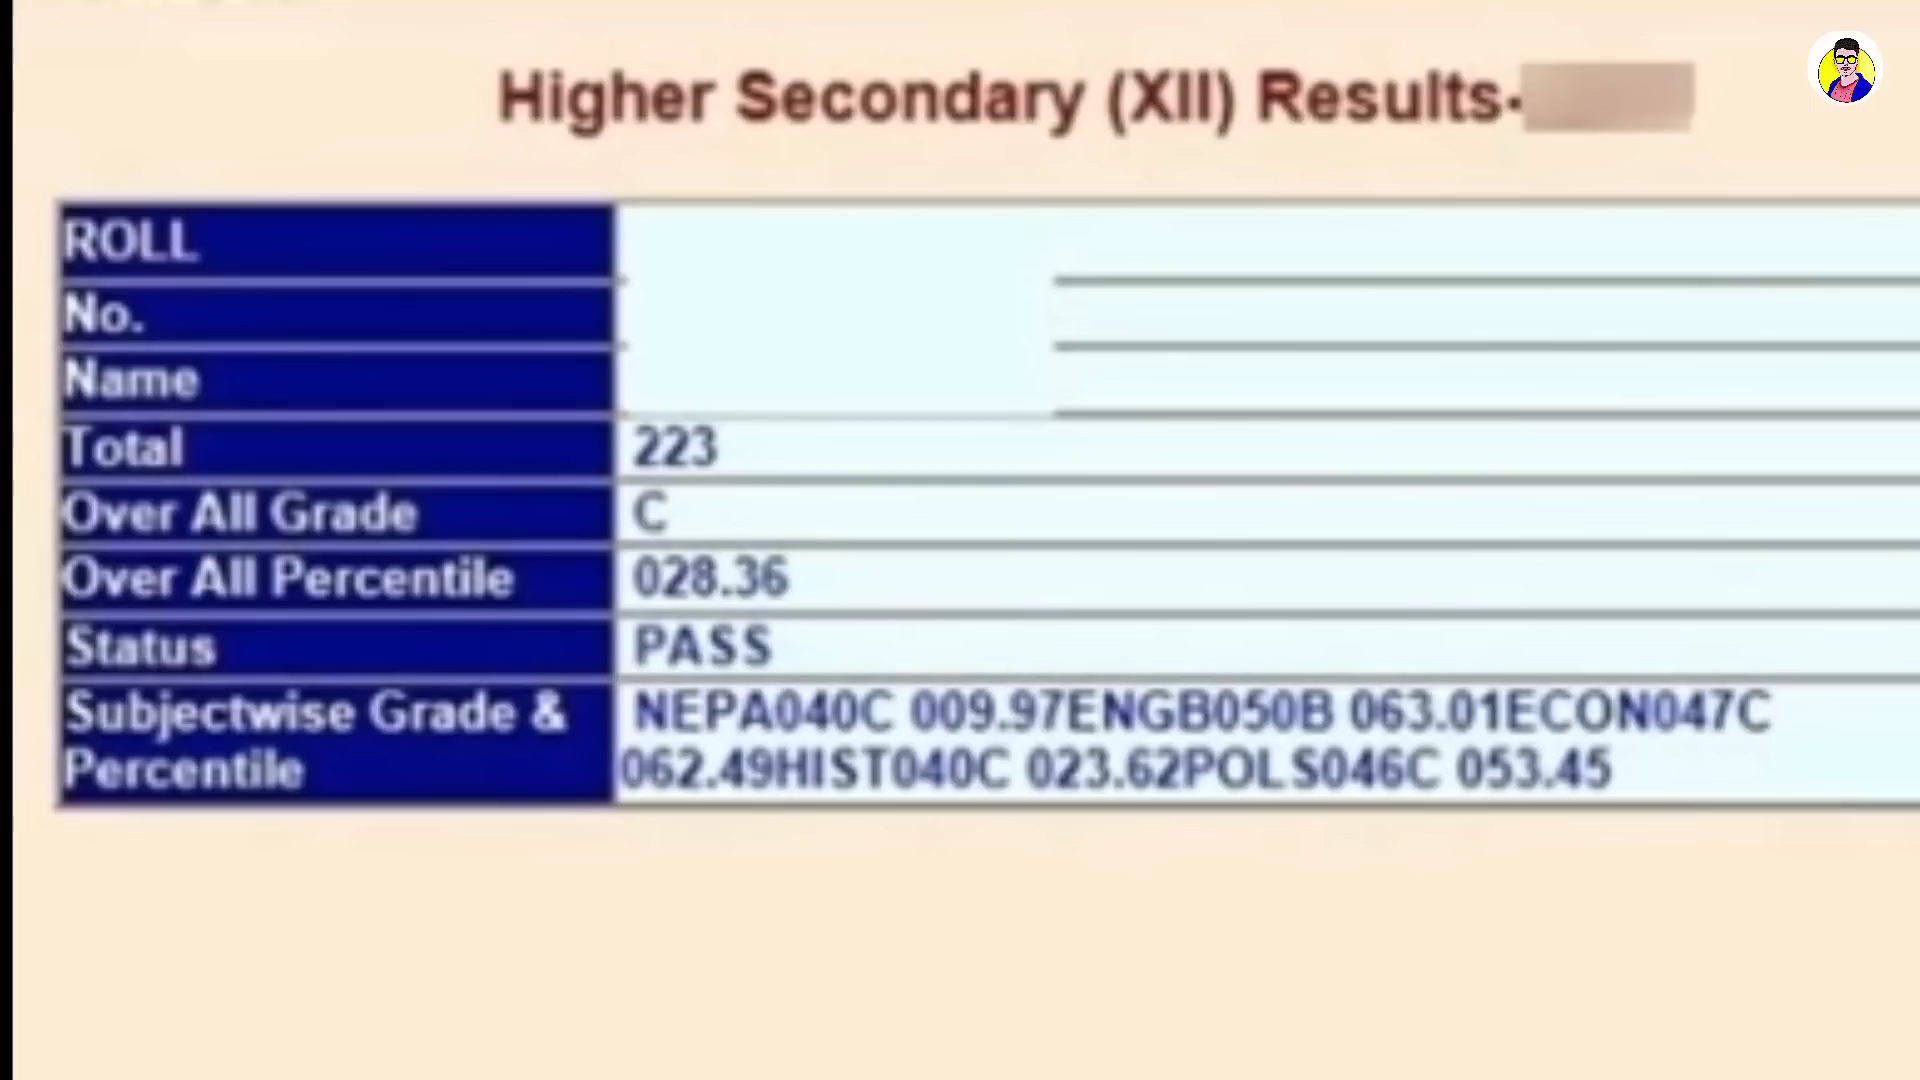 Higher Secondary (XII) Results-
ROLL
No.
Name
Total 223
Over All Grade C
Over All Percentile 028.36
Status PASS
Subjectwise Grade & NEPA040C 009.97ENGB050B 063.01ECON047C
Percentile 062.49HIST040C 023.62POLS046C 053.45